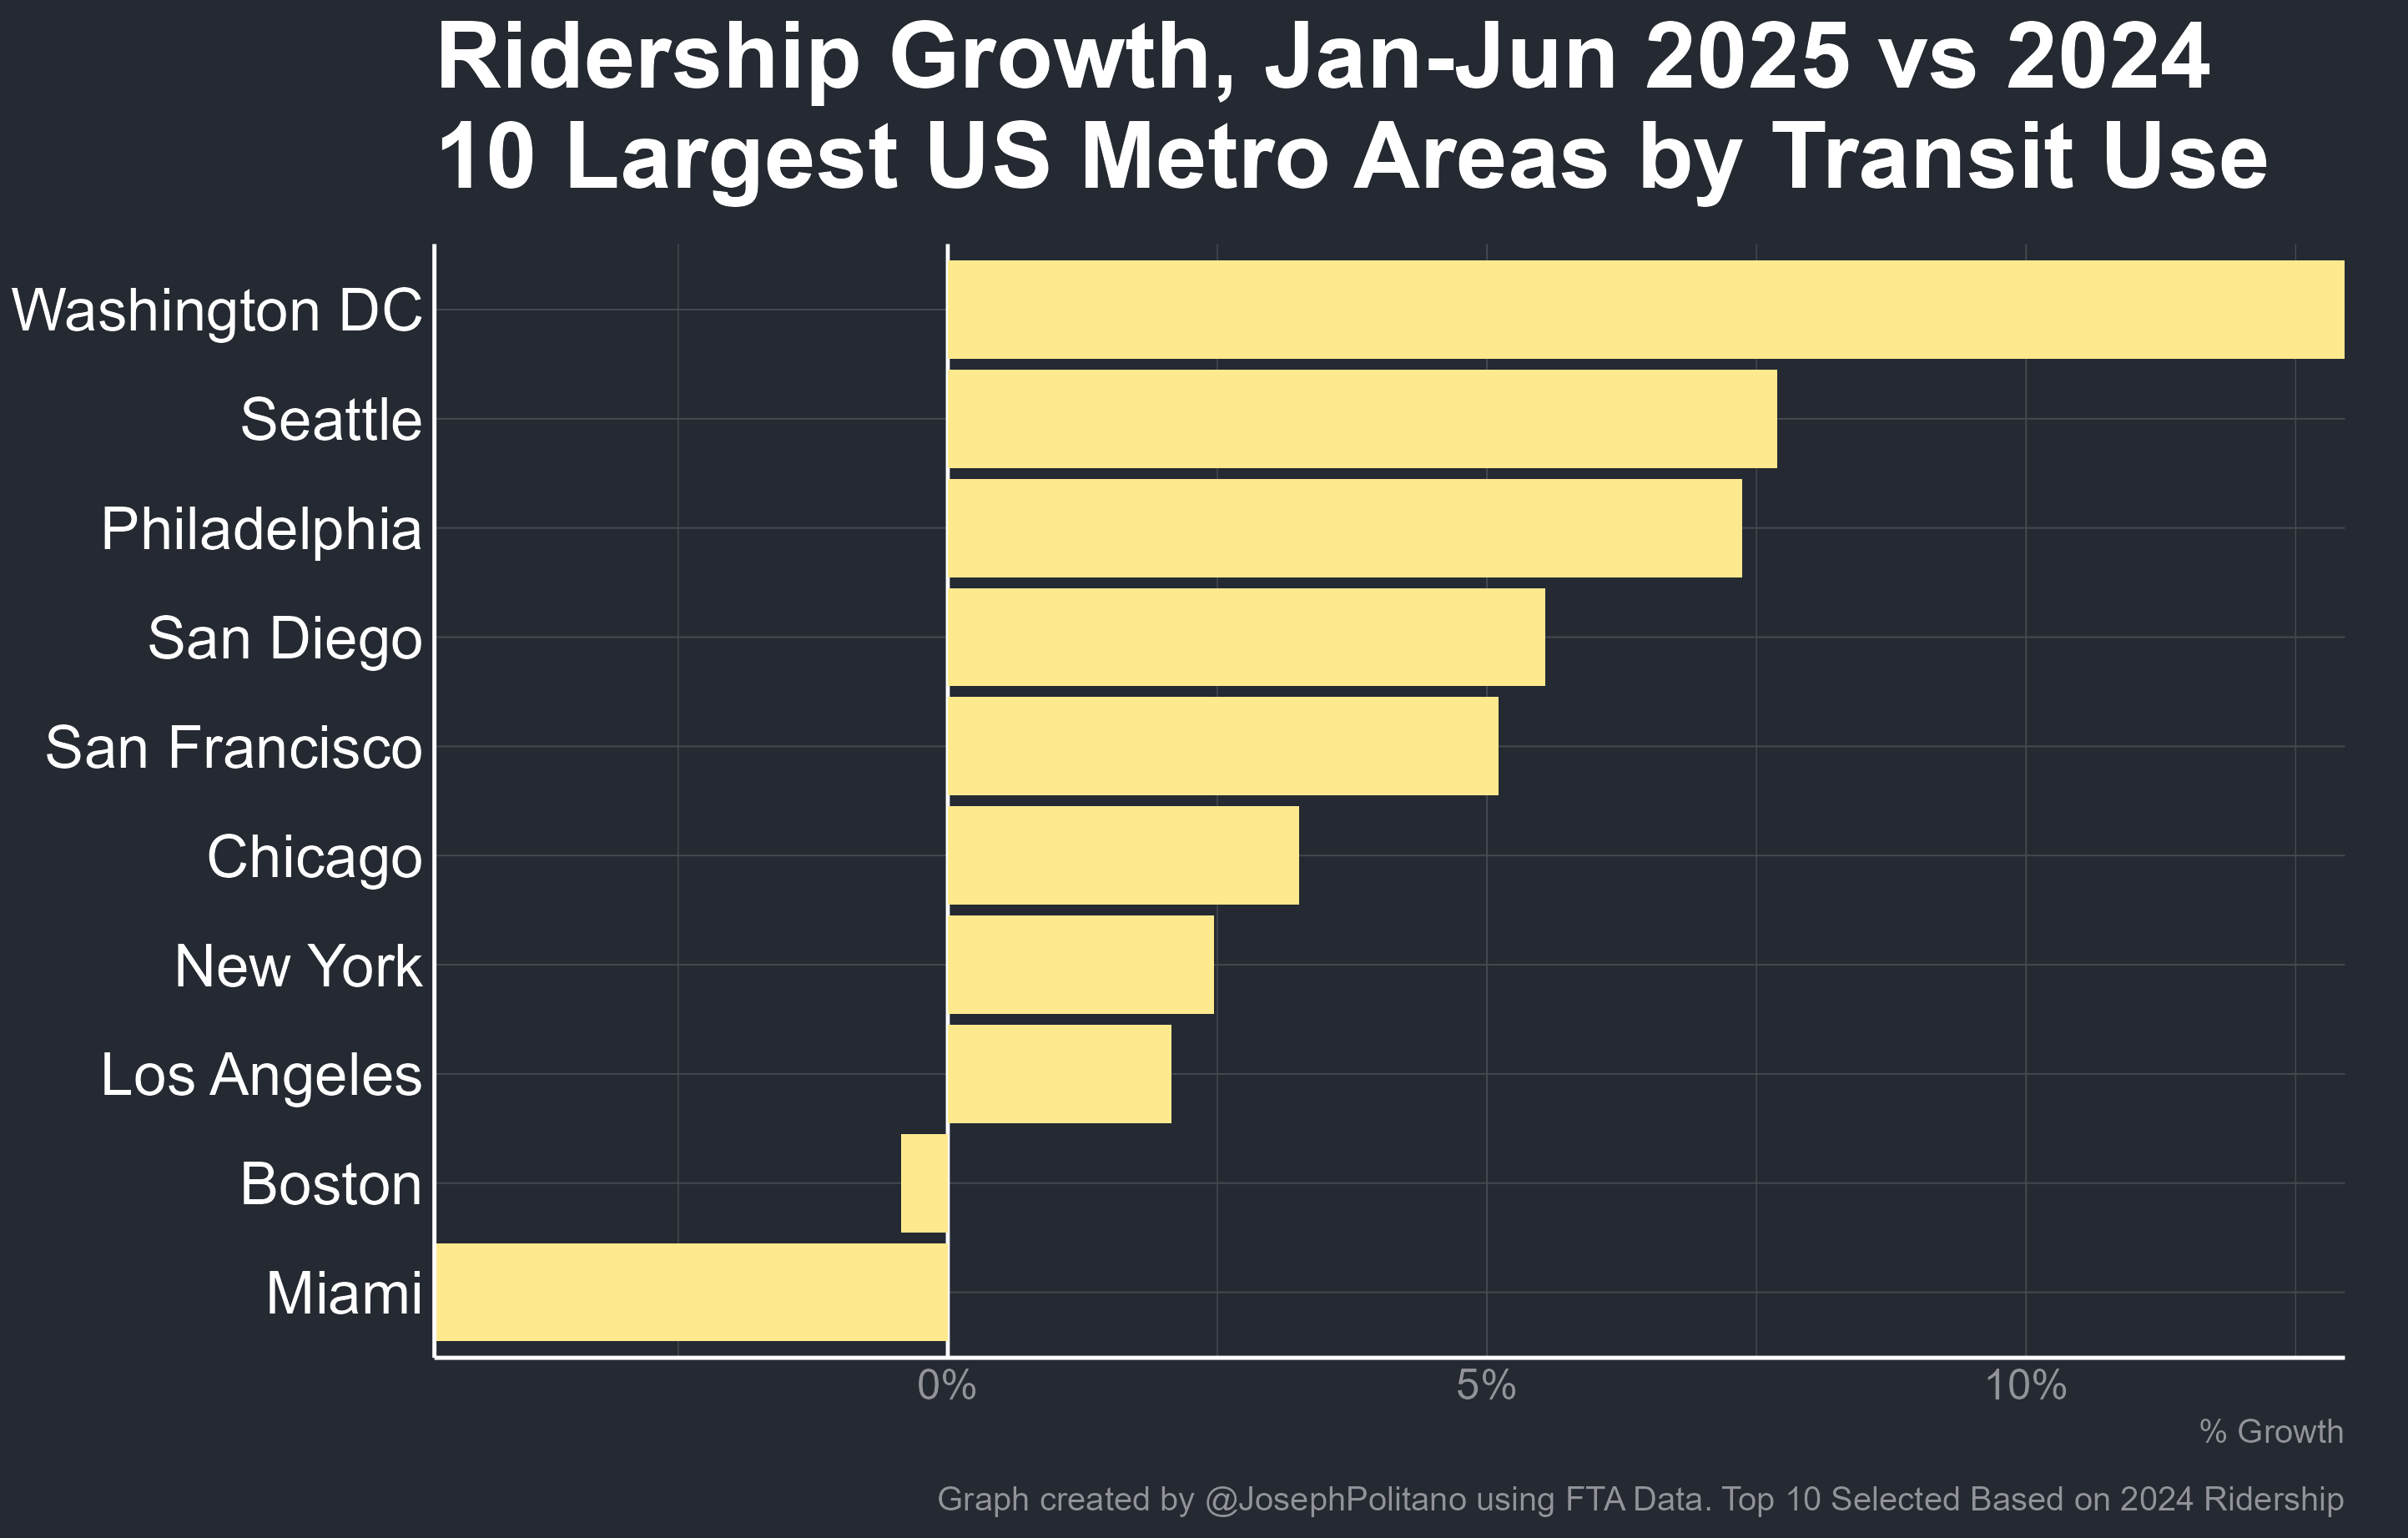 Ridership Growth, Jan-Jun 2025 vs 2024
10 Largest US Metro Areas by Transit Use
Washington DC
Seattle
Philadelphia
San Diego
San Francisco
Chicago
New York
Los Angeles
Boston
Miami
0%
5%
10%
% Growth
Graph created by @JosephPolitano using FTA Data. Top 10 Selected Based on 2024 Ridership